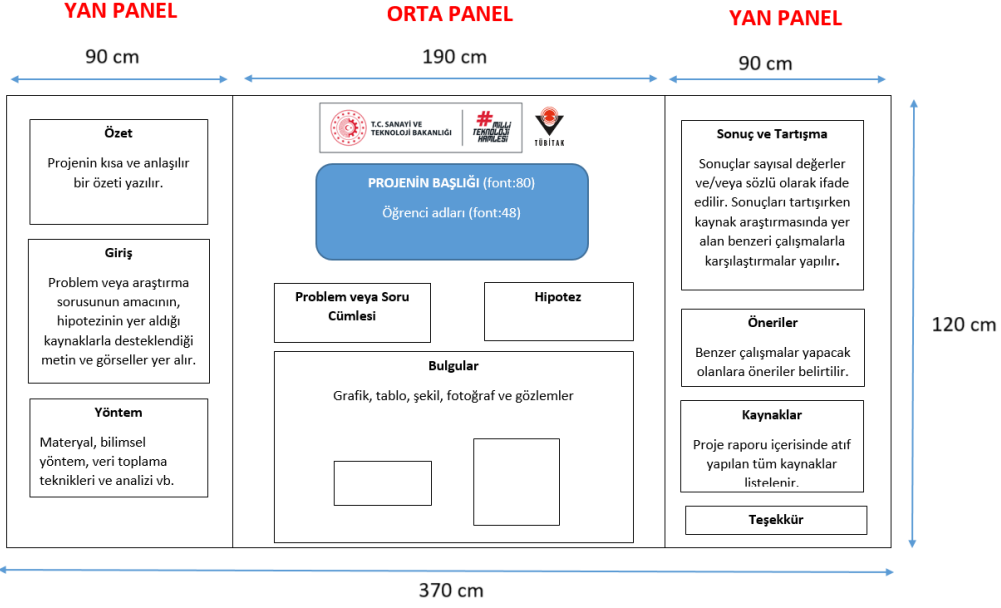 YAN PANEL
ORTA PANEL
YAN PANEL
90 cm
190 cm
90 cm
Özet
Projenin kısa ve anlaşılır
bir özeti yazılır.
Giriş
Problem veya araştırma
sorusunun amacının,
hipotezinin yer aldığı
kaynaklarla desteklendiği
metin ve görseller yer alır.
Yöntem
Materyal, bilimsel
yöntem, veri toplama
teknikleri ve analizi vb.
T.C. SANAYİ VE
TEKNOLOJİ BAKANLIĞI
#MİLLİ
TEKNOLOJİ
HAMLESİ
TÜBİTAK
PROJENİN BAŞLIĞI (font:80)
Öğrenci adları (font:48)
Problem veya Soru
Cümlesi
Hipotez
Bulgular
Grafik, tablo, şekil, fotoğraf ve gözlemler
Sonuç ve Tartışma
Sonuçlar sayısal değerler
ve/veya sözlü olarak ifade
edilir. Sonuçları tartışırken
kaynak araştırmasında yer
alan benzeri çalışmalarla
karşılaştırmalar yapılır.
Öneriler
Benzer çalışmalar yapacak
olanlara öneriler belirtilir.
Kaynaklar
Proje raporu içerisinde atıf
yapılan tüm kaynaklar
listelenir.
Teşekkür
120 cm
370 cm